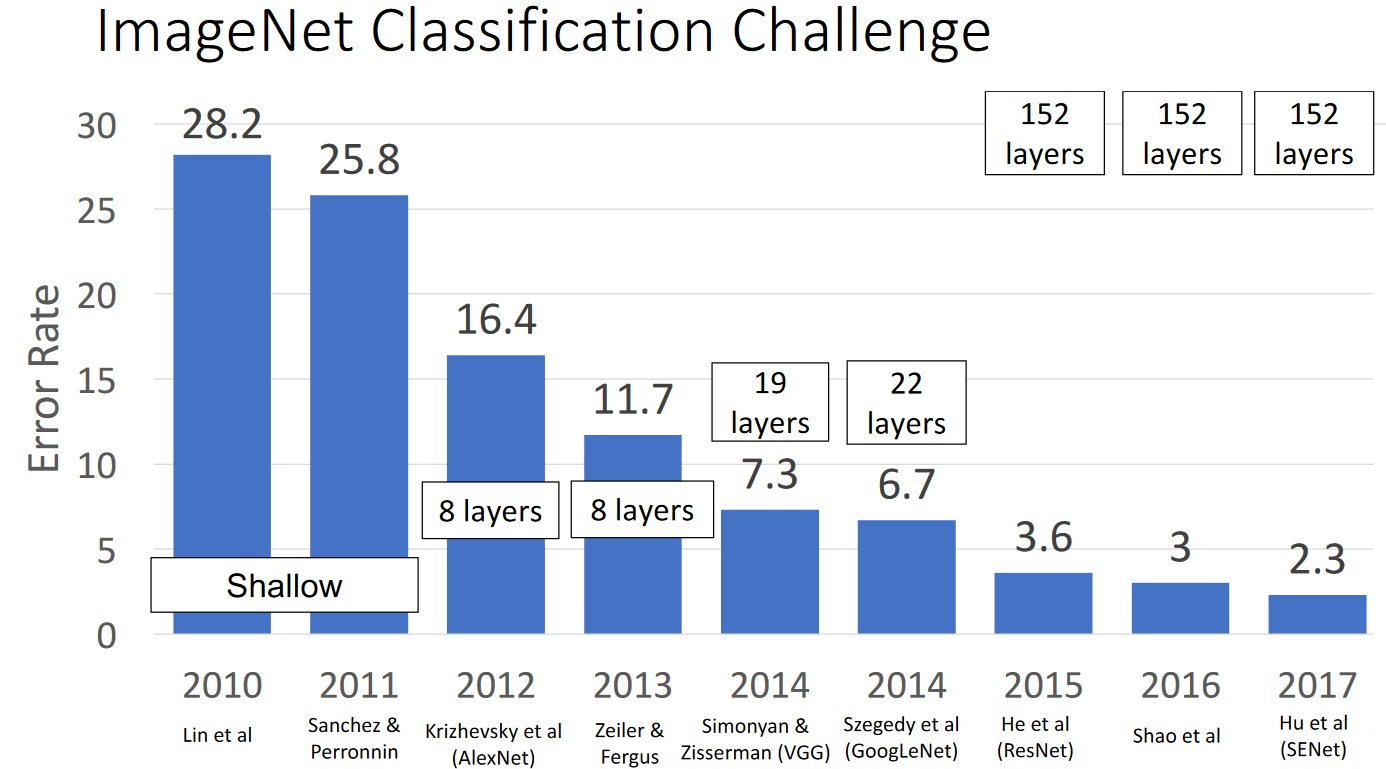 ImageNet Classification Challenge
Error Rate
30
25
20
15
10
5
0
28.2
25.8
16.4
11.7
7.3
6.7
3.6
3
2.3
Shallow
8 layers
8 layers
19
layers
22
layers
152
layers
152
layers
152
layers
2010
Lin et al
2011
Sanchez &
Perronnin
2012
Krizhevsky et al
(AlexNet)
2013
Zeiler &
Fergus
2014
Simonyan &
Zisserman (VGG)
2014
Szegedy et al
(GoogLeNet)
2015
He et al
(ResNet)
2016
Shao et al
2017
Hu et al
(SENet)